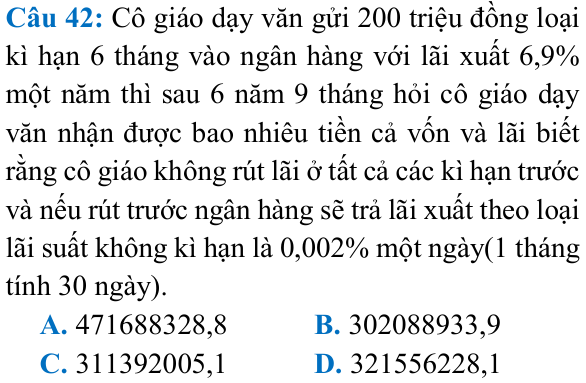 Câu 42: Cô giáo dạy văn gửi 200 triệu đồng loại
kì hạn 6 tháng vào ngân hàng với lãi xuất 6,9%
một năm thì sau 6 năm 9 tháng hỏi cô giáo dạy
văn nhận được bao nhiêu tiền cả vốn và lãi biết
rằng cô giáo không rút lãi ở tất cả các kì hạn trước
và nếu rút trước ngân hàng sẽ trả lãi xuất theo loại
lãi suất không kì hạn là 0,002% một ngày(1 tháng
tính 30 ngày).
A. 471688328,8 B. 302088933,9
C. 311392005,1 D. 321556228,1